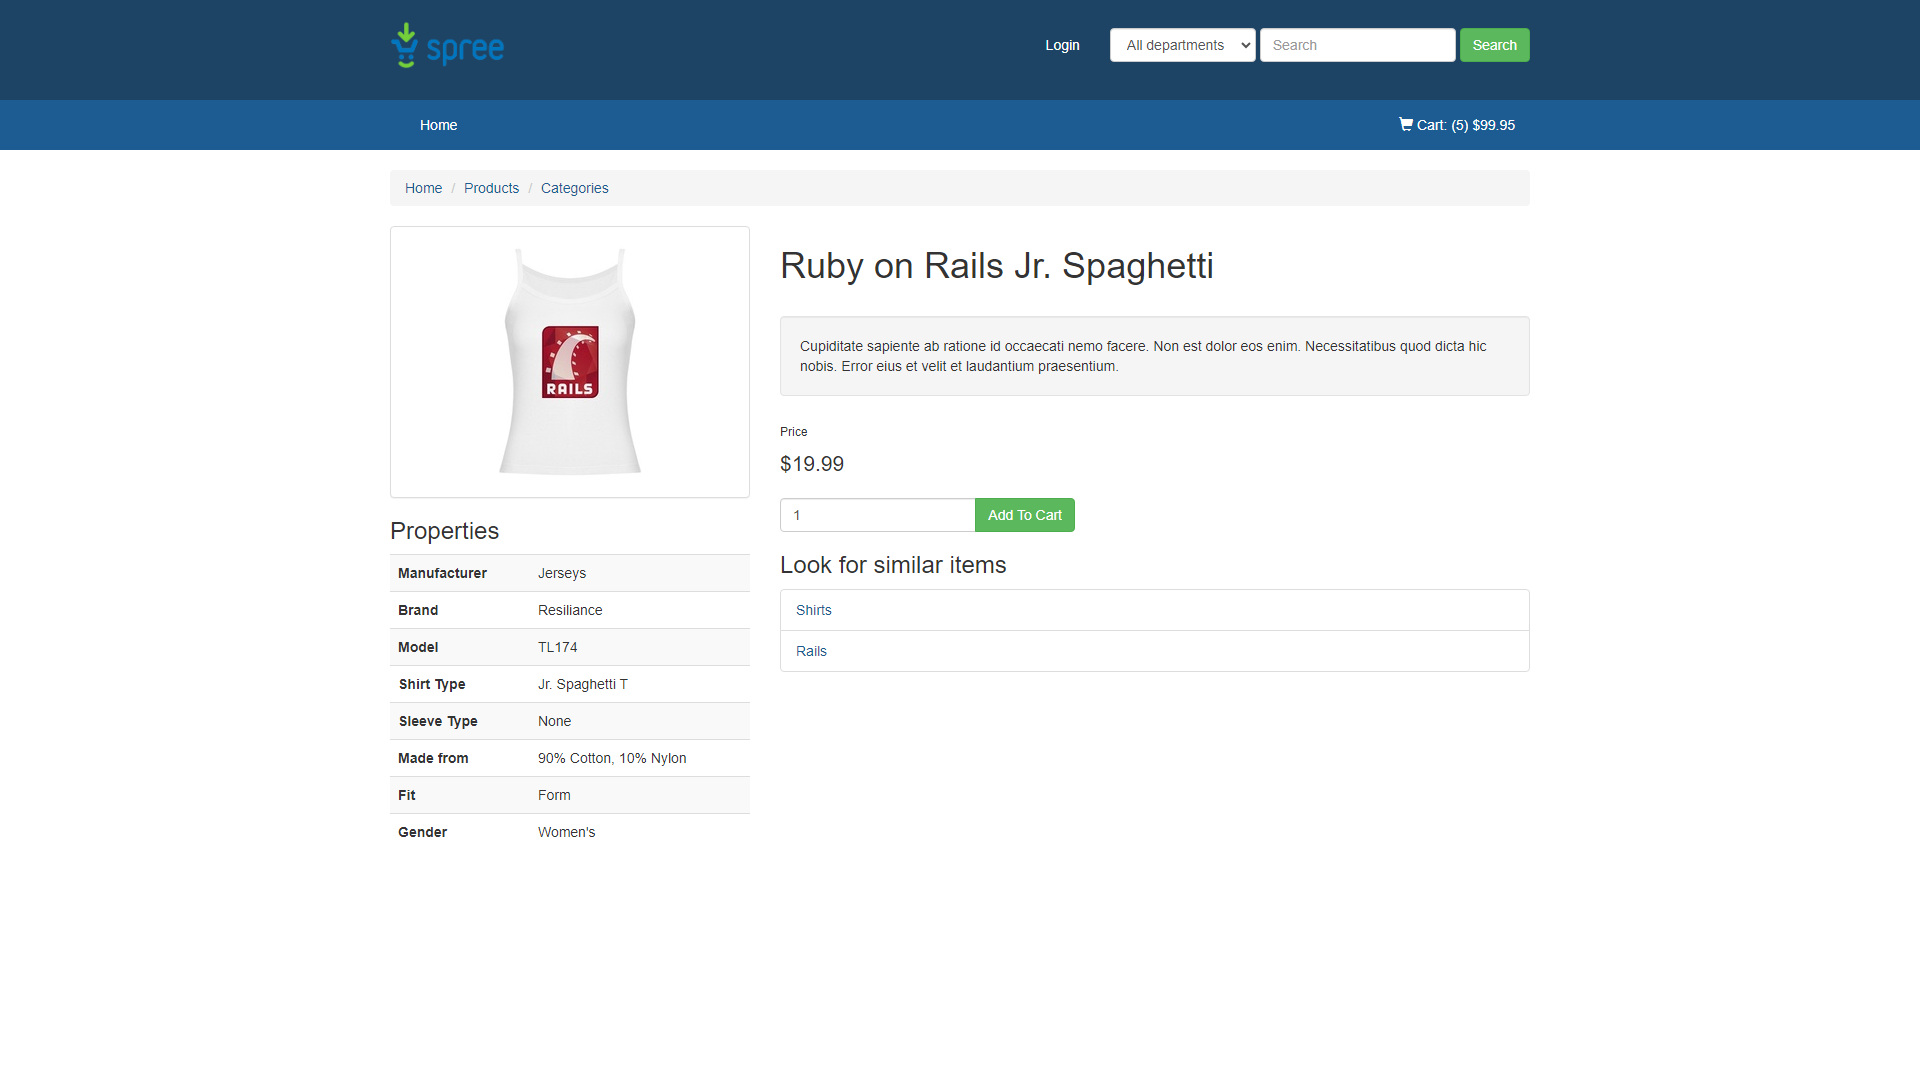 spree
Login
All departments
Search
Search
Home
Cart: (5) $99.95
Home / Products / Categories
RAILS
Ruby on Rails Jr. Spaghetti
Cupiditate sapiente ab ratione id occaecati nemo facere. Non est dolor eos enim. Necessitatibus quod dicta hic
nobis. Error eius et velit et laudantium praesentium.
Price
$19.99
1
Add To Cart
Look for similar items
Shirts
Rails
Properties
Manufacturer Jerseys
Brand Resiliance
Model TL174
Shirt Type Jr. Spaghetti T
Sleeve Type None
Made from 90% Cotton, 10% Nylon
Fit Form
Gender Women's